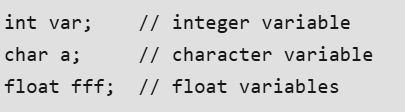 int var;    // integer variable
char a;     // character variable
float fff;  // float variables